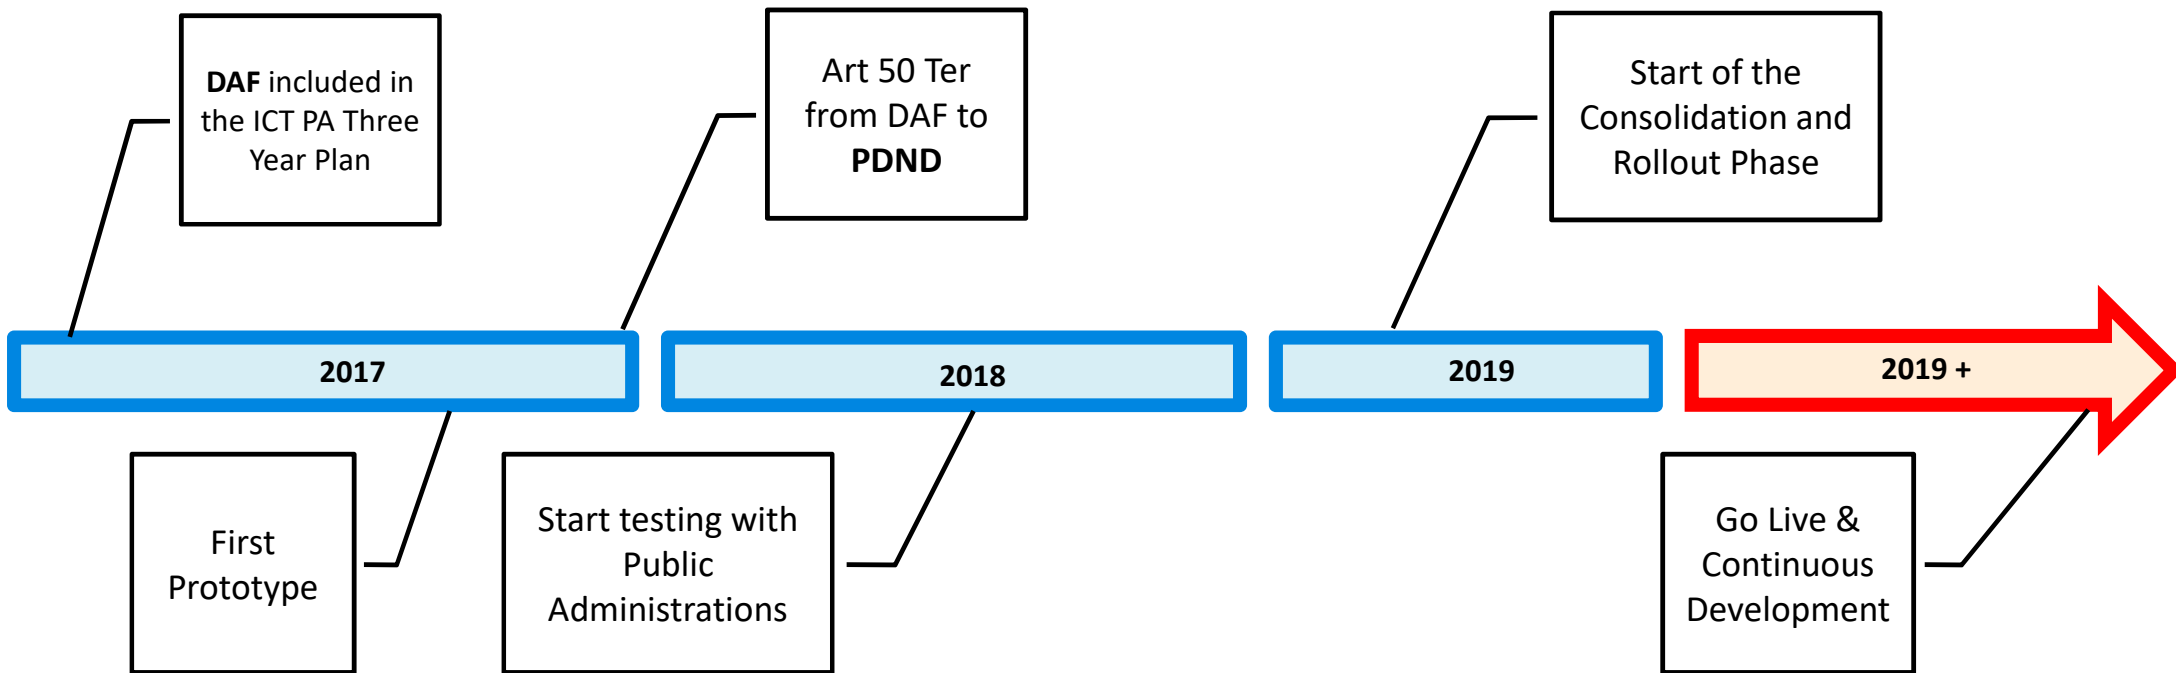 DAF included in
the ICT PA Three
Year Plan
Art 50 Ter
from DAF to
PDND
Start of the
Consolidation and
Rollout Phase
2017
2018
2019
2019 +
First
Prototype
Start testing with
Public
Administrations
Go Live &
Continuous
Development